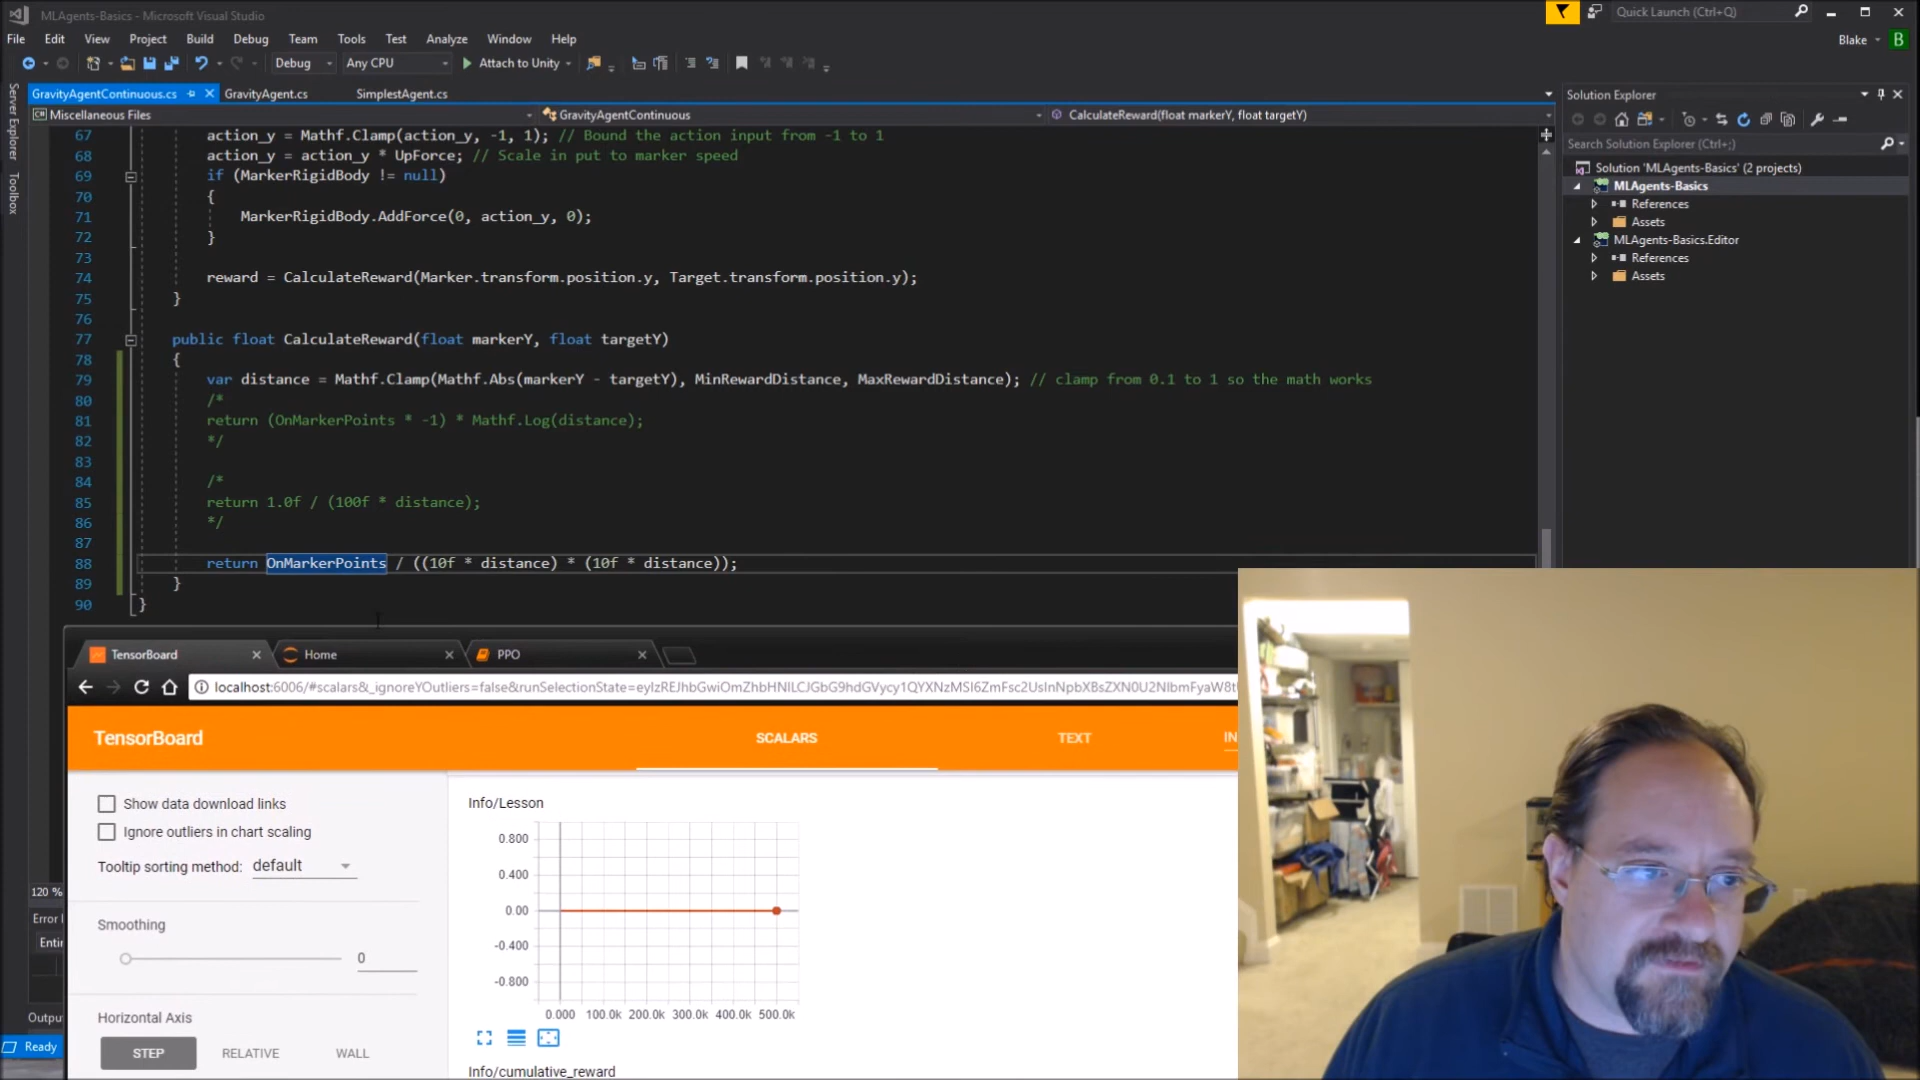 MLAgents-Basics - Microsoft Visual Studio
Quick Launch (Ctrl+Q)
File Edit View Project Build Debug Team Tools Test Analyze Window Help
Blake B
Debug Any CPU Attach to Unity
Server Explorer
Toolbox
GravityAgentContinuous.cs GravityAgent.cs SimplestAgent.cs
Miscellaneous Files GravityAgentContinuous CalculateReward(float markerY, float targetY)
67 action_y = Mathf.Clamp(action_y, -1, 1); // Bound the action input from -1 to 1
68 action_y = action_y * UpForce; // Scale in put to marker speed
69 if (MarkerRigidBody != null)
70 {
71 MarkerRigidBody.AddForce(0, action_y, 0);
72 }
73
74 reward = CalculateReward(Marker.transform.position.y, Target.transform.position.y);
75 }
76
77 public float CalculateReward(float markerY, float targetY)
78 {
79 var distance = Mathf.Clamp(Mathf.Abs(markerY - targetY), MinRewardDistance, MaxRewardDistance); // clamp from 0.1 to 1 so the math works
80 /*
81 return (OnMarkerPoints * -1) * Mathf.Log(distance);
82 */
83
84 /*
85 return 1.0f / (100f * distance);
86 */
87
88 return OnMarkerPoints / ((10f * distance) * (10f * distance));
89 }
90 }
Solution Explorer
Search Solution Explorer (Ctrl+;)
Solution 'MLAgents-Basics' (2 projects)
MLAgents-Basics
References
Assets
MLAgents-Basics.Editor
References
Assets
120 %
Error
Entir
Outpu
Ready
TensorBoard Home PPO
TensorBoard SCALARS TEXT IN
Show data download links
Ignore outliers in chart scaling
Tooltip sorting method: default
Smoothing
0
Horizontal Axis
STEP RELATIVE WALL
Info/Lesson
0.800
0.400
0.00
-0.400
-0.800
0.000 100.0k 200.0k 300.0k 400.0k 500.0k
Info/cumulative_reward